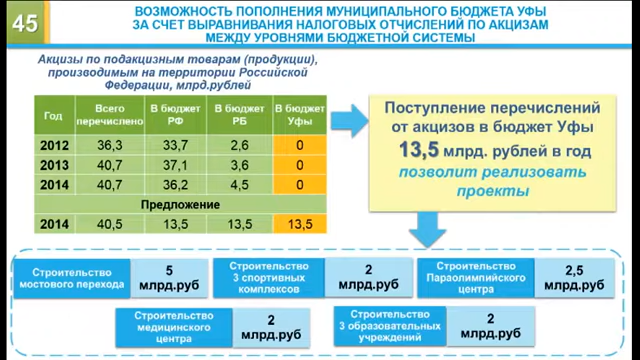 45
ВОЗМОЖНОСТЬ ПОПОЛНЕНИЯ МУНИЦИПАЛЬНОГО БЮДЖЕТА УФЫ
ЗА СЧЕТ ВЫРАВНИВАНИЯ НАЛОГОВЫХ ОТЧИСЛЕНИЙ ПО АКЦИЗАМ
МЕЖДУ УРОВНЯМИ БЮДЖЕТНОЙ СИСТЕМЫ
Акцизы по подакцизным товарам (продукции),
производимым на территории Российской
Федерации, млрд.рублей
Год Всего перечислено В бюджет РФ В бюджет РБ В бюджет Уфы
2012 36,3 33,7 2,6 0
2013 40,7 37,1 3,6 0
2014 40,7 36,2 4,5 0
Предложение
2014 40,5 13,5 13,5 13,5
Поступление перечислений
от акцизов в бюджет Уфы
13,5 млрд. рублей в год
позволит реализовать
проекты
Строительство
мостового перехода
5
млрд.руб
Строительство
3 спортивных
комплексов
2
млрд.руб
Строительство
Параолимпийского
центра
2,5
млрд.руб
Строительство
медицинского
центра
2
млрд.руб
Строительство
3 образовательных
учреждений
2
млрд.руб